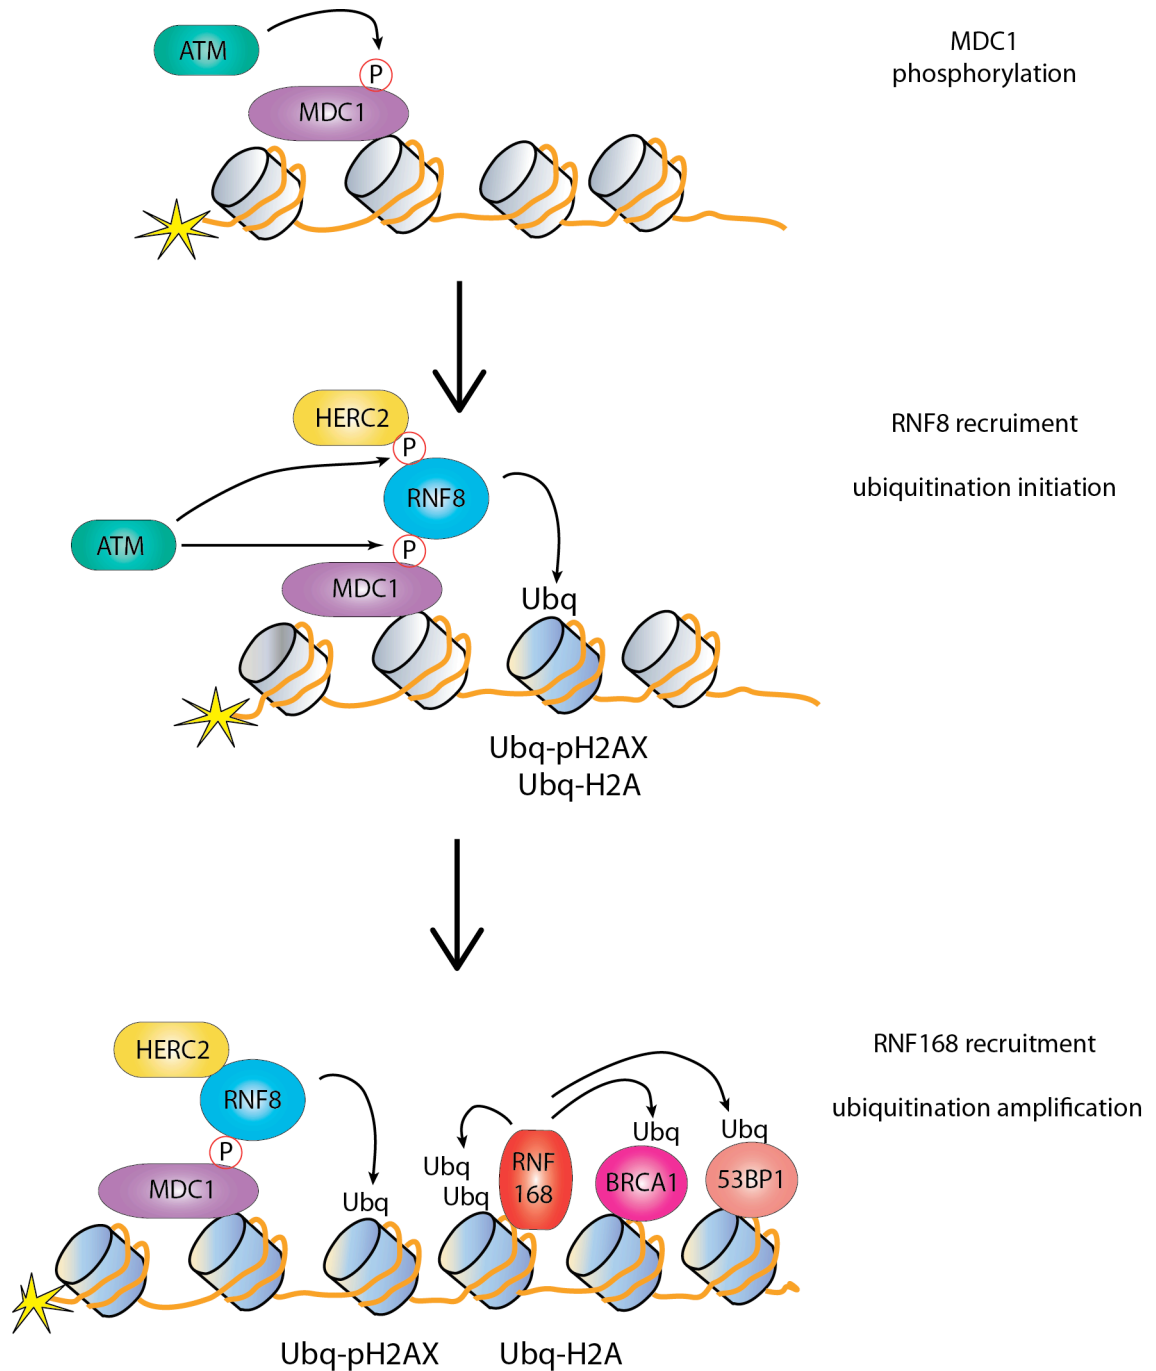 ATM
P
MDC1
MDC1
phosphorylation
HERC2
P
RNF8
ATM
P
MDC1
Ubq
Ubq-pH2AX
Ubq-H2A
RNF8 recruiment
ubiquitination initiation
HERC2
RNF8
P
MDC1
Ubq
Ubq
Ubq
RNF
168
Ubq
BRCA1
Ubq
53BP1
Ubq-pH2AX
Ubq-H2A
RNF168 recruitment
ubiquitination amplification